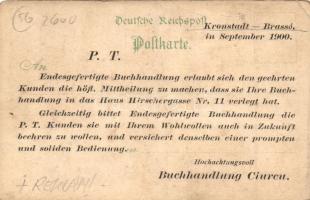 56 2600
Deutsche Reichspost
Kronstadt — Brassó,
in September 1900.
Postkarte.
An
P. T.
Endesgefertigte Buchhandlung erlaubt sich den geehrten
Kunden die höfl. Mittheilung zu machen, dass sie Ihre Buch-
handlung in das Haus Hirschergasse Nr. 11 verlegt hat.
Gleichzeitig bittet Endesgefertigte Buchhandlung die
P. T. Kunden sie mit Ihrem Wohlwollen auch in Zukunft
beehren zu wollen, und versichert denselben einer prompten
und soliden Bedienung.
Hochachtungsvoll
Buchhandlung Ciurcu.